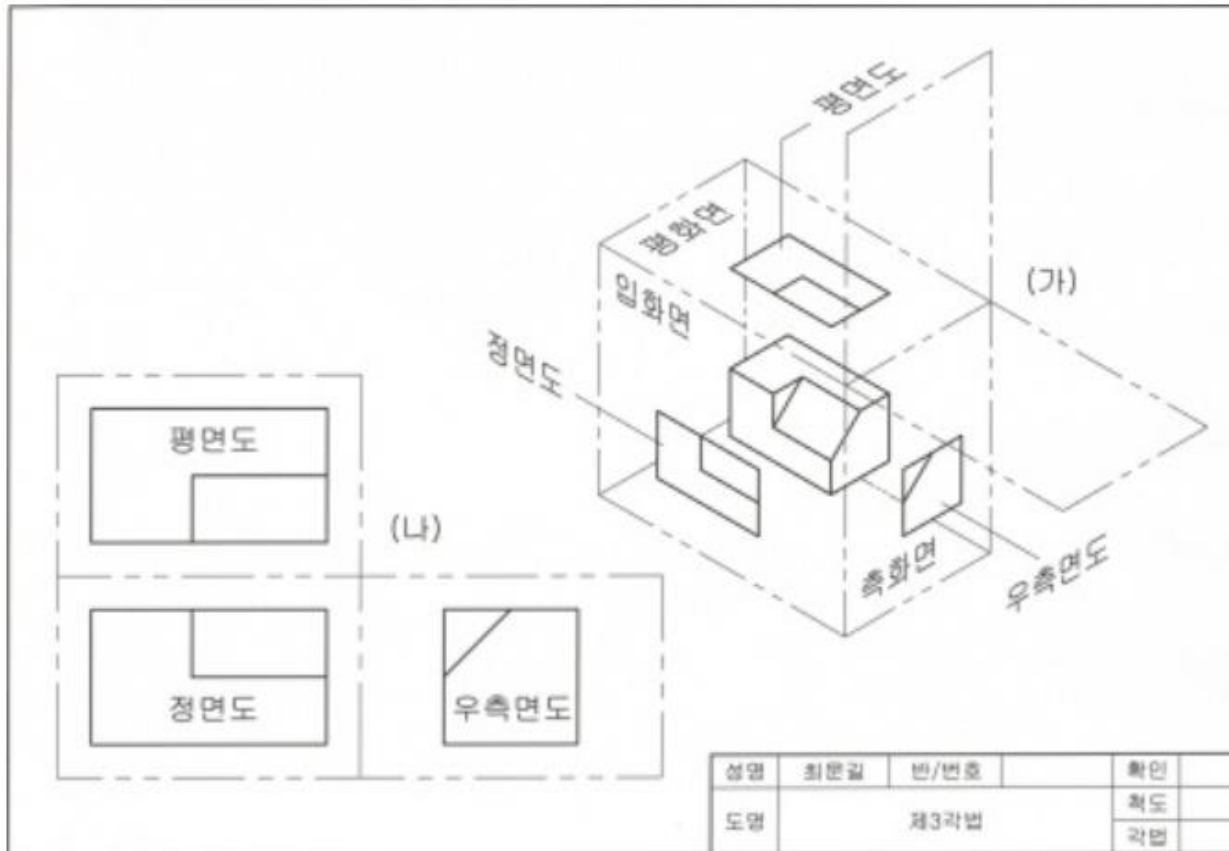 평면도
평화면
입화면
(가)
정면도
측화면
우측면도
평면도
(나)
정면도
우측면도
성명 최문길 반/번호 확인
도명 제3각법 척도
각법